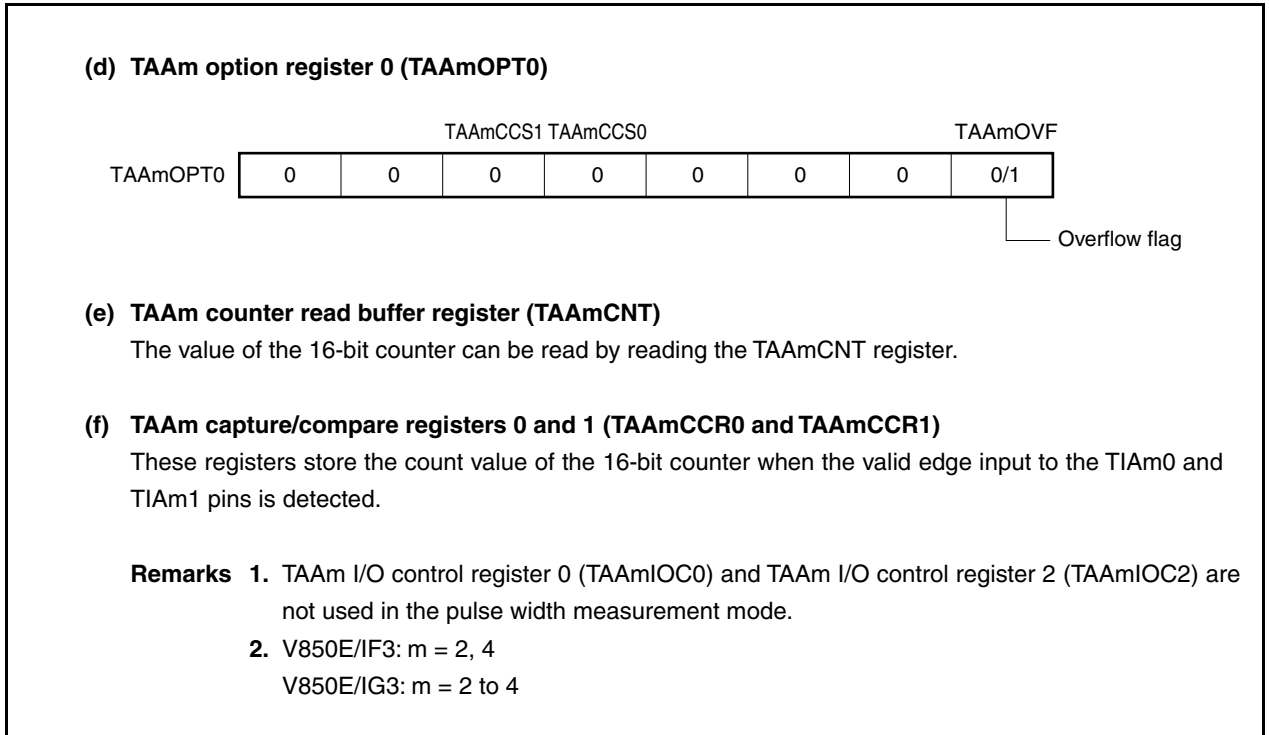 (d) TAAm option register 0 (TAAmOPT0)
TAAmCCS1 TAAmCCS0 TAAmOVF
TAAmOPT0 0 0 0 0 0 0 0 0/1
Overflow flag
(e) TAAm counter read buffer register (TAAmCNT)
The value of the 16-bit counter can be read by reading the TAAmCNT register.
(f) TAAm capture/compare registers 0 and 1 (TAAmCCR0 and TAAmCCR1)
These registers store the count value of the 16-bit counter when the valid edge input to the TIAm0 and
TIAm1 pins is detected.
Remarks 1. TAAm I/O control register 0 (TAAmIOC0) and TAAm I/O control register 2 (TAAmIOC2) are
not used in the pulse width measurement mode.
2. V850E/IF3: m = 2, 4
V850E/IG3: m = 2 to 4